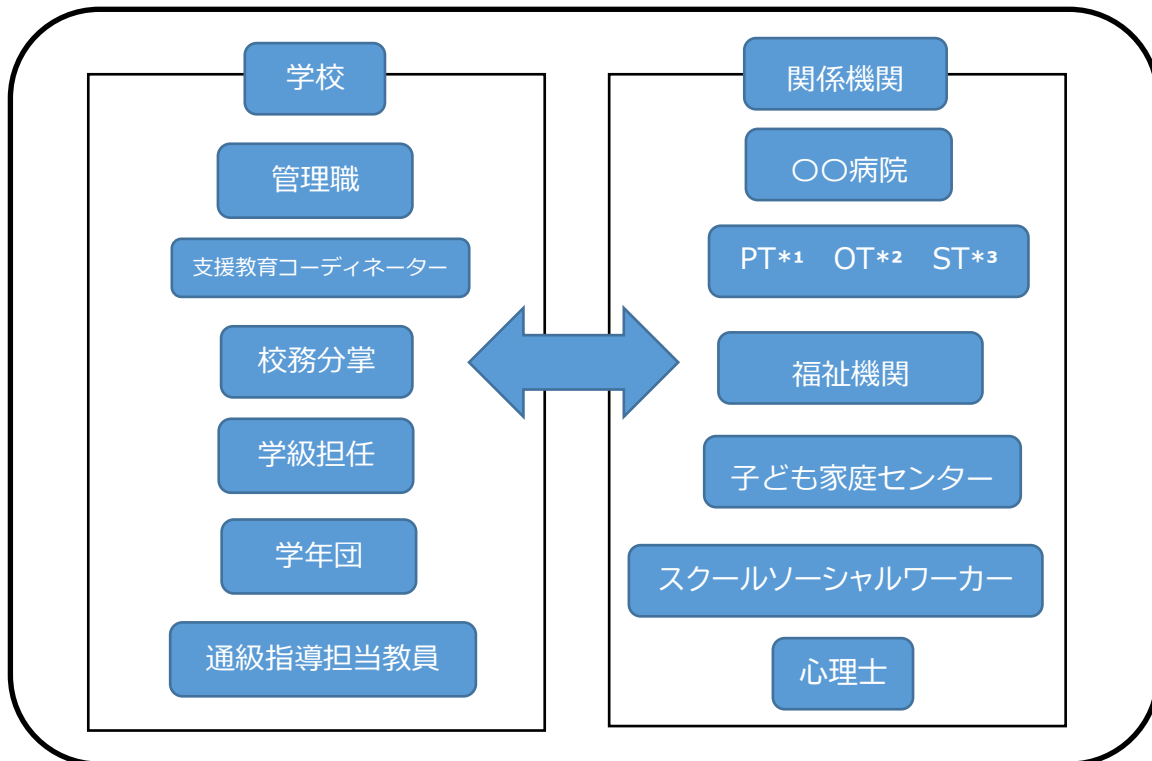 学校
管理職
支援教育コーディネーター
校務分掌
学級担任
学年団
通級指導担当教員
関係機関
〇〇病院
PT*1 OT*2 ST*3
福祉機関
子ども家庭センター
スクールソーシャルワーカー
心理士